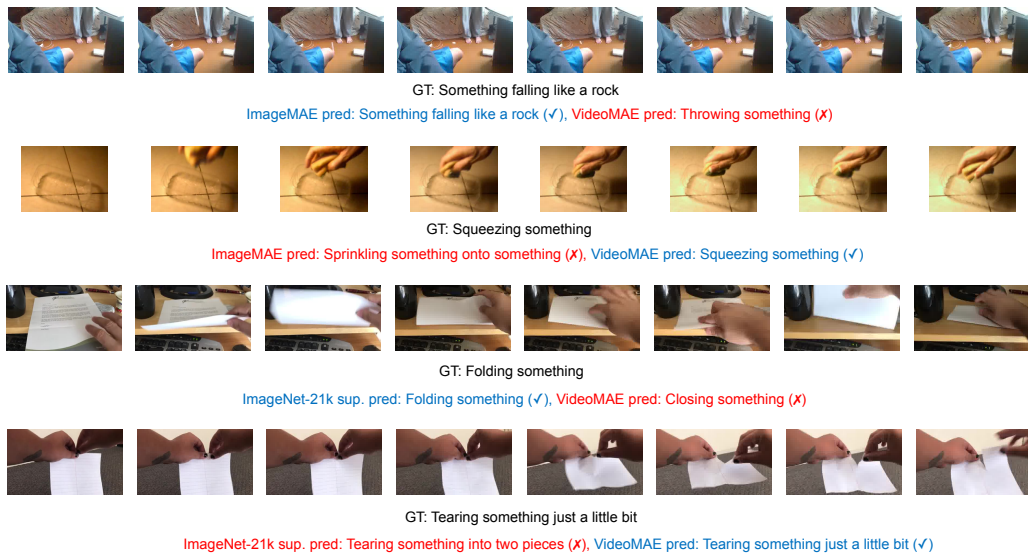 GT: Something falling like a rock
ImageMAE pred: Something falling like a rock (✓), VideoMAE pred: Throwing something (✗)
GT: Squeezing something
ImageMAE pred: Sprinkling something onto something (✗), VideoMAE pred: Squeezing something (✓)
GT: Folding something
ImageNet-21k sup. pred: Folding something (✓), VideoMAE pred: Closing something (✗)
GT: Tearing something just a little bit
ImageNet-21k sup. pred: Tearing something into two pieces (✗), VideoMAE pred: Tearing something just a little bit (✓)